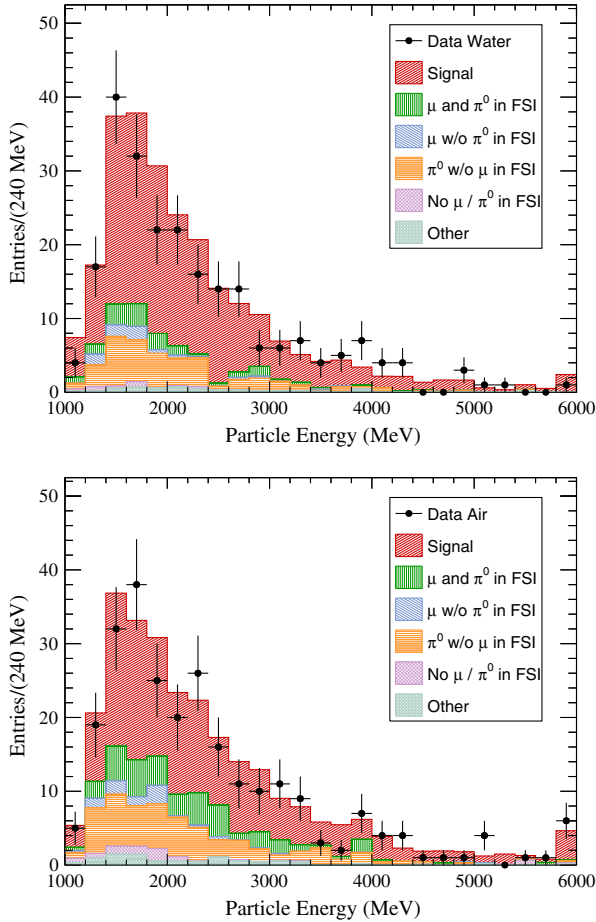 50
40
30
20
10
0
Entries/(240 MeV)
Data Water
Signal
μ and π⁰ in FSI
μ w/o π⁰ in FSI
π⁰ w/o μ in FSI
No μ / π⁰ in FSI
Other
1000 2000 3000 4000 5000 6000
Particle Energy (MeV)
50
40
30
20
10
0
Entries/(240 MeV)
Data Air
Signal
μ and π⁰ in FSI
μ w/o π⁰ in FSI
π⁰ w/o μ in FSI
No μ / π⁰ in FSI
Other
1000 2000 3000 4000 5000 6000
Particle Energy (MeV)